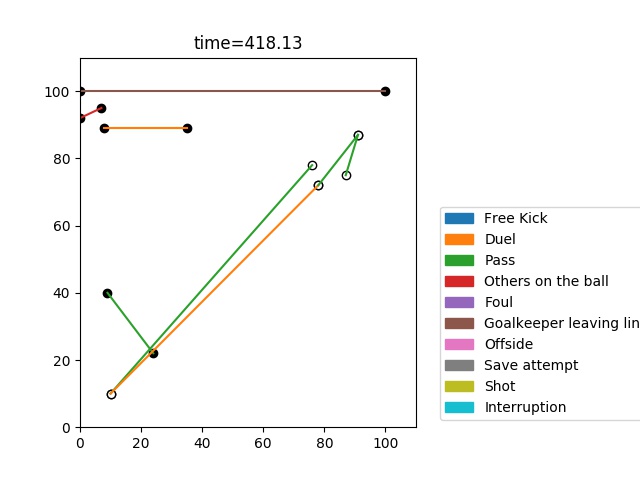 time=418.13
100
80
60
40
20
0
0 20 40 60 80 100
Free Kick
Duel
Pass
Others on the ball
Foul
Goalkeeper leaving lin
Offside
Save attempt
Shot
Interruption